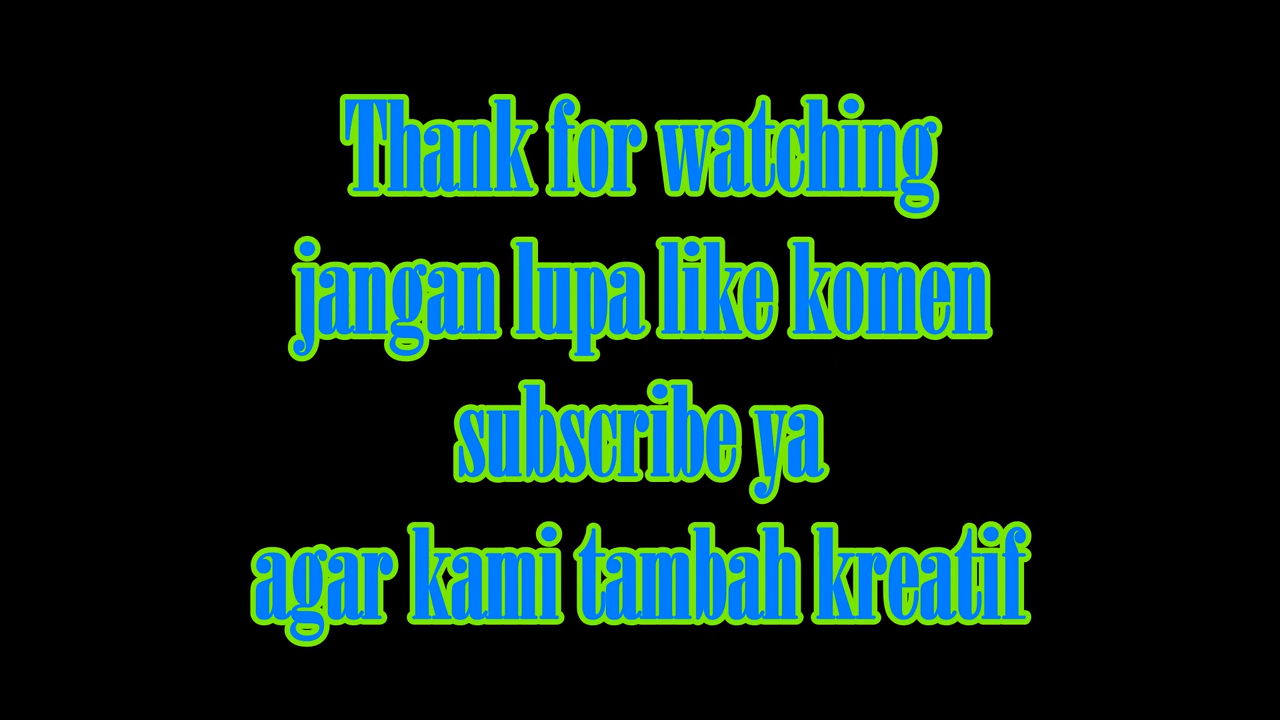 Thank for watching
jangan lupa like komen
subscribe ya
agar kami tambah kreatif